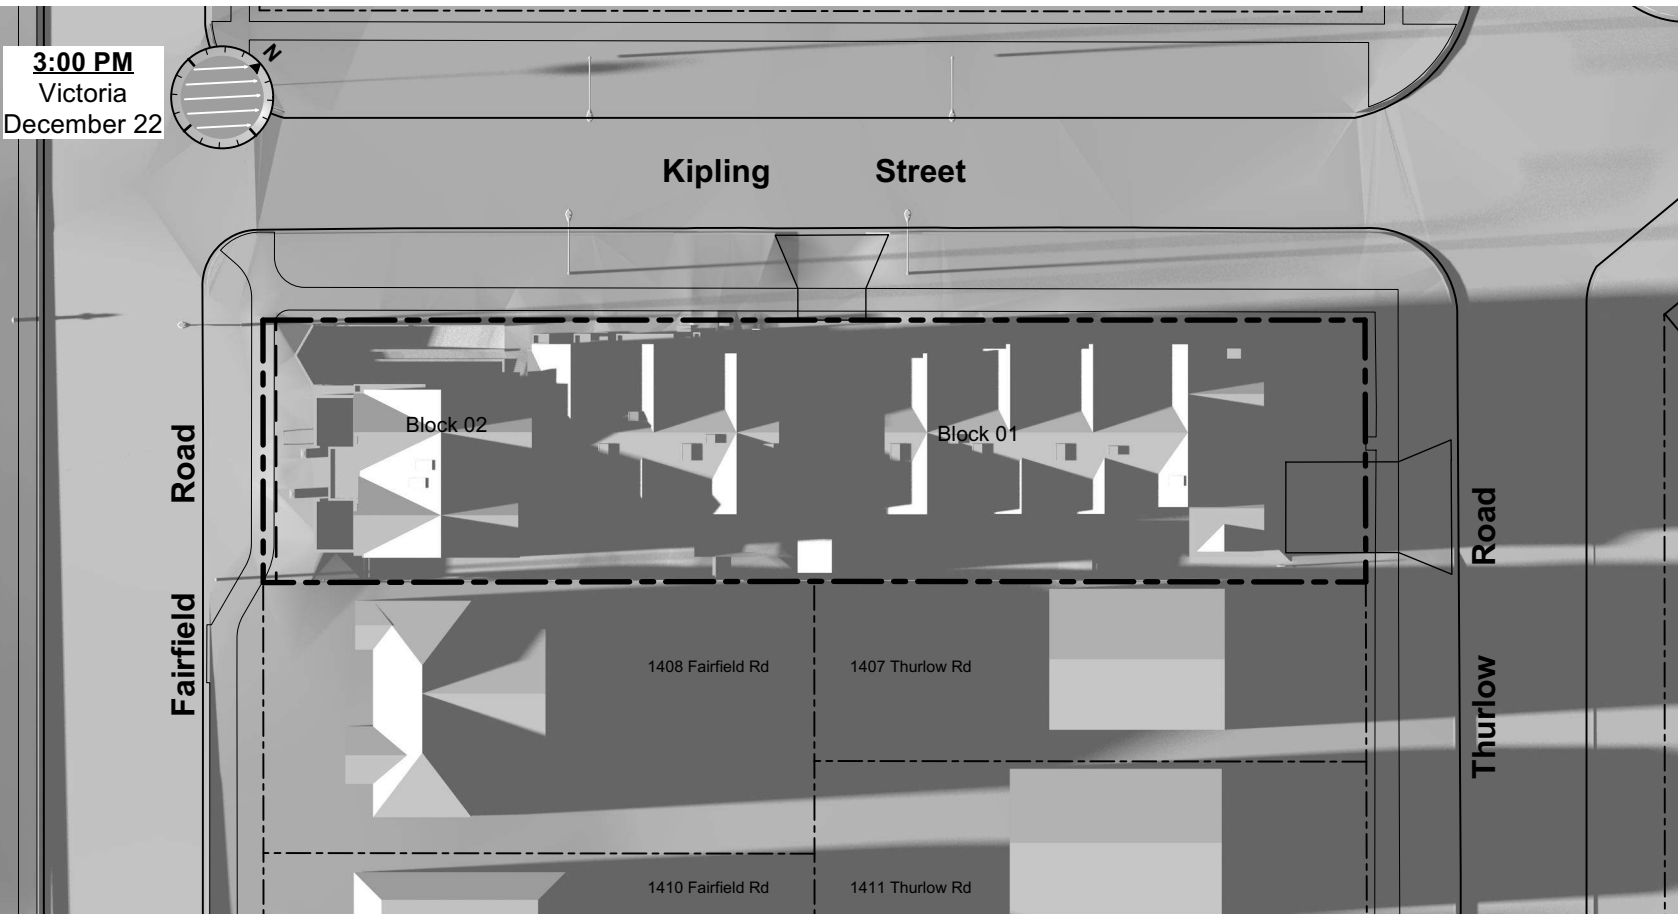 3:00 PM
Victoria
December 22
N
Kipling Street
Block 02
Block 01
Fairfield Road
Thurlow Road
1408 Fairfield Rd
1407 Thurlow Rd
1410 Fairfield Rd
1411 Thurlow Rd